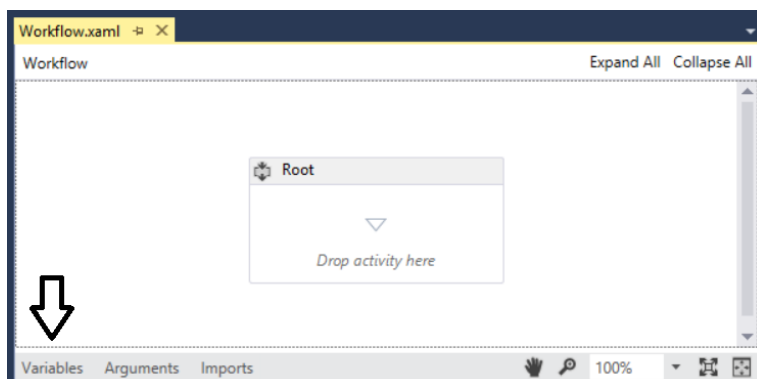 Workflow.xaml
Workflow Expand All Collapse All
Root
Drop activity here
Variables Arguments Imports 100%